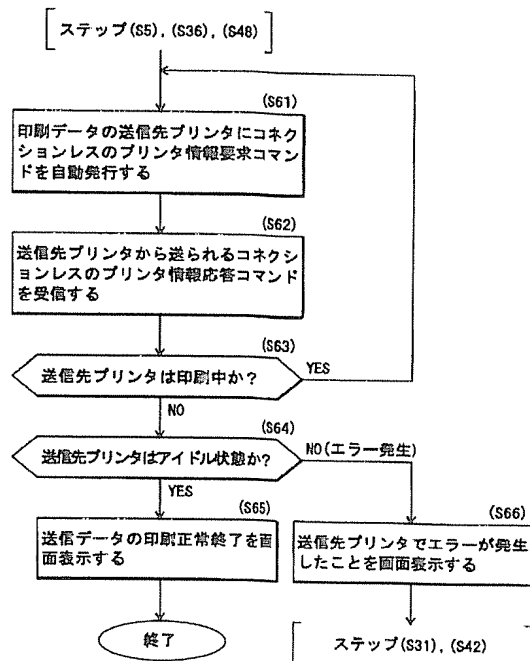 ステップ(S5), (S36), (S48)
(S61)
印刷データの送信先プリンタにコネク
ションレスのプリンタ情報要求コマン
ドを自動発行する
(S62)
送信先プリンタから送られるコネクシ
ョンレスのプリンタ情報応答コマンド
を受信する
(S63)
送信先プリンタは印刷中か?
YES
NO
(S64)
送信先プリンタはアイドル状態か?
NO(エラー発生)
YES
(S65)
送信データの印刷正常終了を画
面表示する
(S66)
送信先プリンタでエラーが発生
したことを画面表示する
終了
ステップ(S31), (S42)